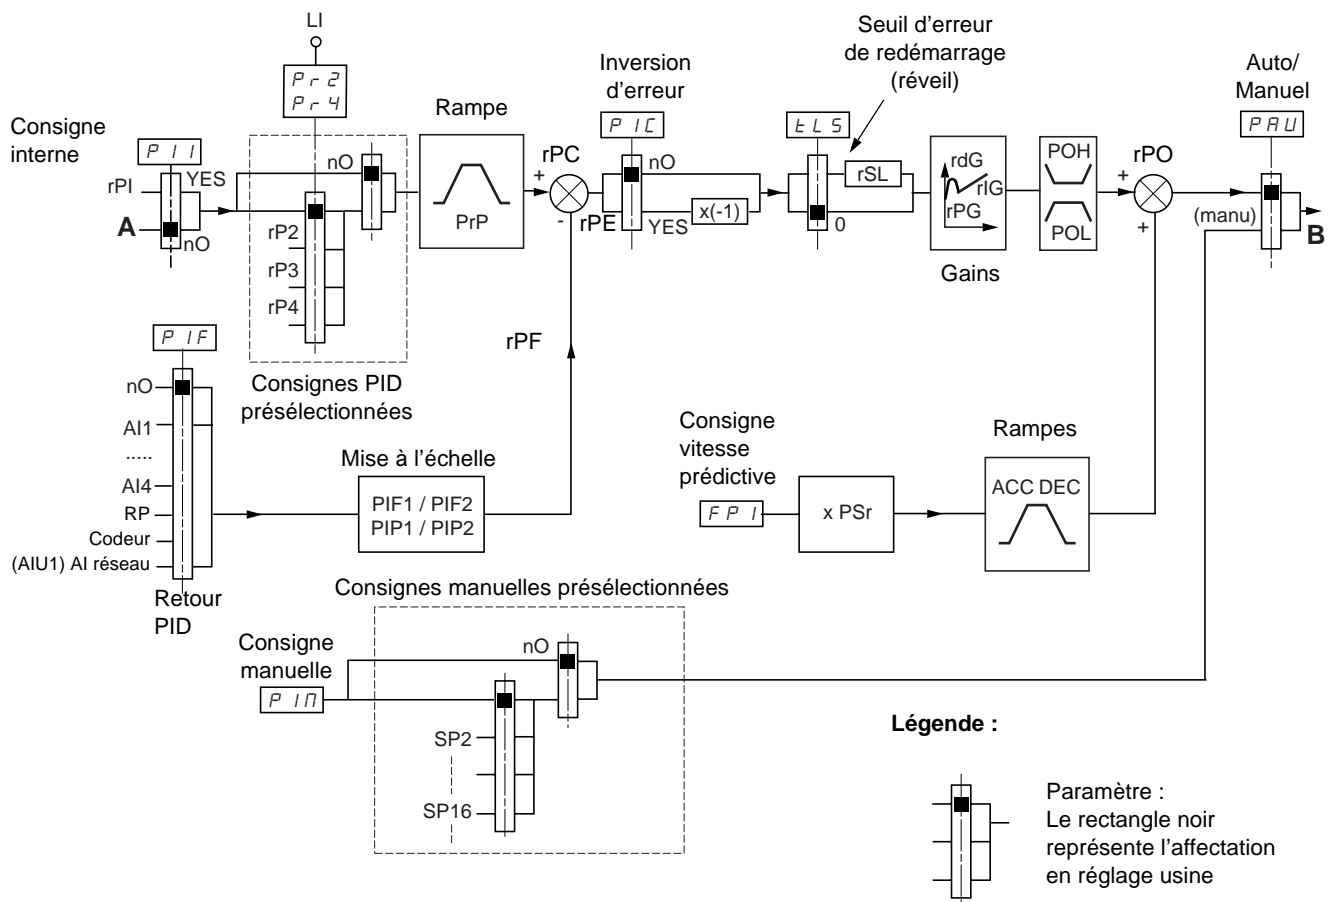 LI
Pr2
Pr4
Consigne
interne
PII
rPI
YES
A
nO
nO
rP2
rP3
rP4
Consignes PID
présélectionnées
Rampe
PrP
rPC
+
-
rPE
rPF
Inversion
d'erreur
PIC
nO
YES
x(-1)
Seuil d'erreur
de redémarrage
(réveil)
tLS
rSL
0
rdG
rIG
rPG
Gains
POH
POL
rPO
+
+
Auto/
Manuel
PAU
(manu)
B
PIF
nO
AI1
.....
AI4
RP
Codeur
(AIU1) AI réseau
Retour
PID
Mise à l'échelle
PIF1 / PIF2
PIP1 / PIP2
Consigne
vitesse
prédictive
FPI
x PSr
Rampes
ACC DEC
Consignes manuelles présélectionnées
Consigne
manuelle
PIM
nO
SP2
SP16
Légende :
Paramètre :
Le rectangle noir
représente l'affectation
en réglage usine